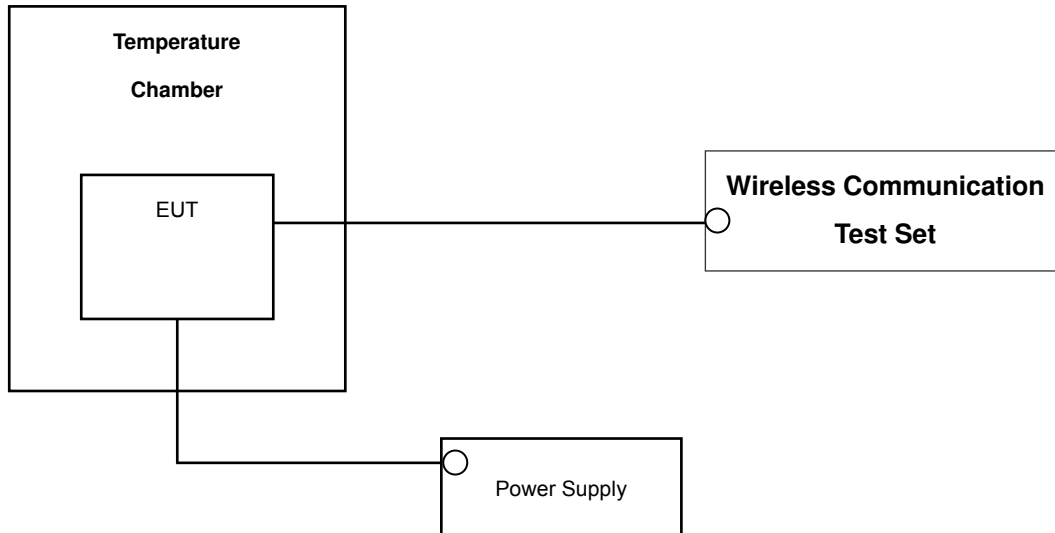 Temperature
Chamber
EUT
Wireless Communication
Test Set
Power Supply